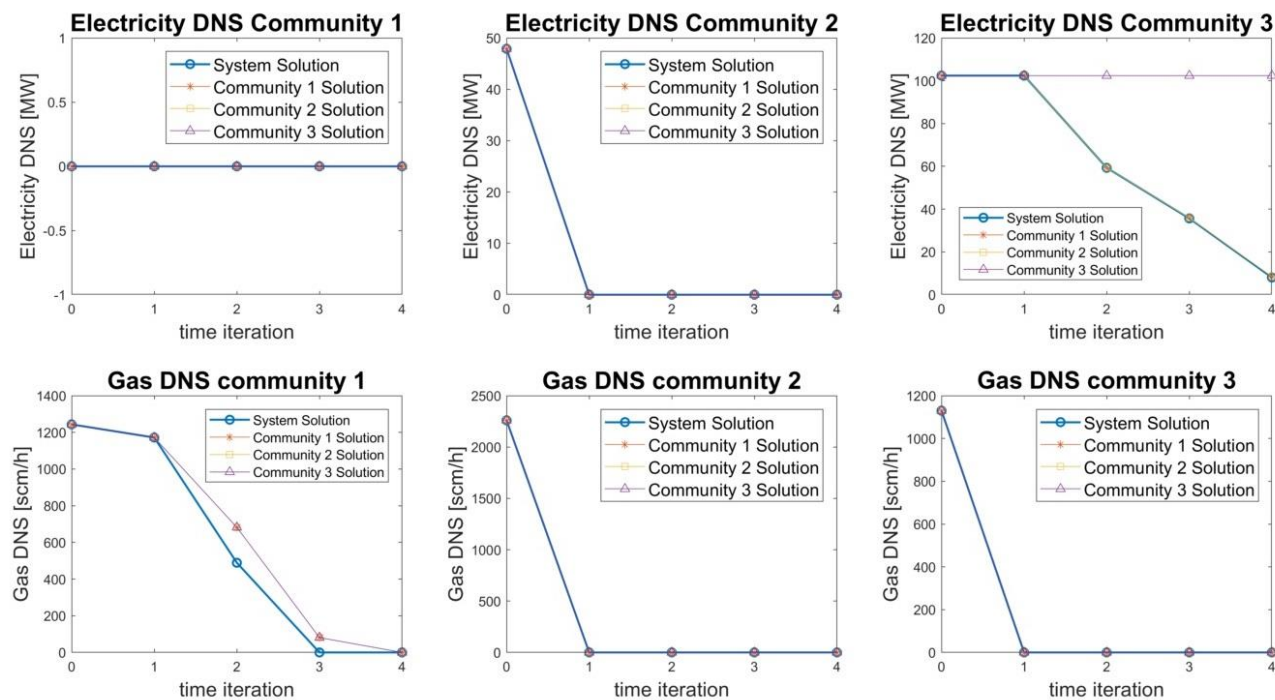 Electricity DNS Community 1
Electricity DNS [MW]
1
0.5
0
-0.5
-1
System Solution
Community 1 Solution
Community 2 Solution
Community 3 Solution
0 1 2 3 4
time iteration
Electricity DNS Community 2
Electricity DNS [MW]
50
40
30
20
10
0
System Solution
Community 1 Solution
Community 2 Solution
Community 3 Solution
0 1 2 3 4
time iteration
Electricity DNS Community 3
Electricity DNS [MW]
120
100
80
60
40
20
0
System Solution
Community 1 Solution
Community 2 Solution
Community 3 Solution
0 1 2 3 4
time iteration
Gas DNS community 1
Gas DNS [scm/h]
1400
1200
1000
800
600
400
200
0
System Solution
Community 1 Solution
Community 2 Solution
Community 3 Solution
0 1 2 3 4
time iteration
Gas DNS community 2
Gas DNS [scm/h]
2500
2000
1500
1000
500
0
System Solution
Community 1 Solution
Community 2 Solution
Community 3 Solution
0 1 2 3 4
time iteration
Gas DNS community 3
Gas DNS [scm/h]
1200
1000
800
600
400
200
0
System Solution
Community 1 Solution
Community 2 Solution
Community 3 Solution
0 1 2 3 4
time iteration